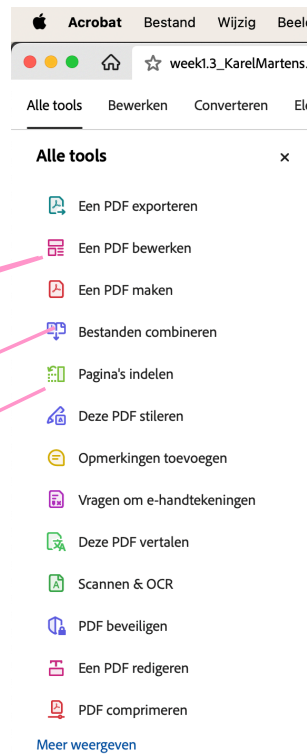 Acrobat Bestand Wijzig
week1.3_KarelMartens.
Alle tools Bewerken Converteren
Alle tools
Een PDF exporteren
Een PDF bewerken
Een PDF maken
Bestanden combineren
Pagina's indelen
Deze PDF stileren
Opmerkingen toevoegen
Vragen om e-handtekeningen
Deze PDF vertalen
Scannen & OCR
PDF beveiligen
Een PDF redigeren
PDF comprimeren
Meer weergeven